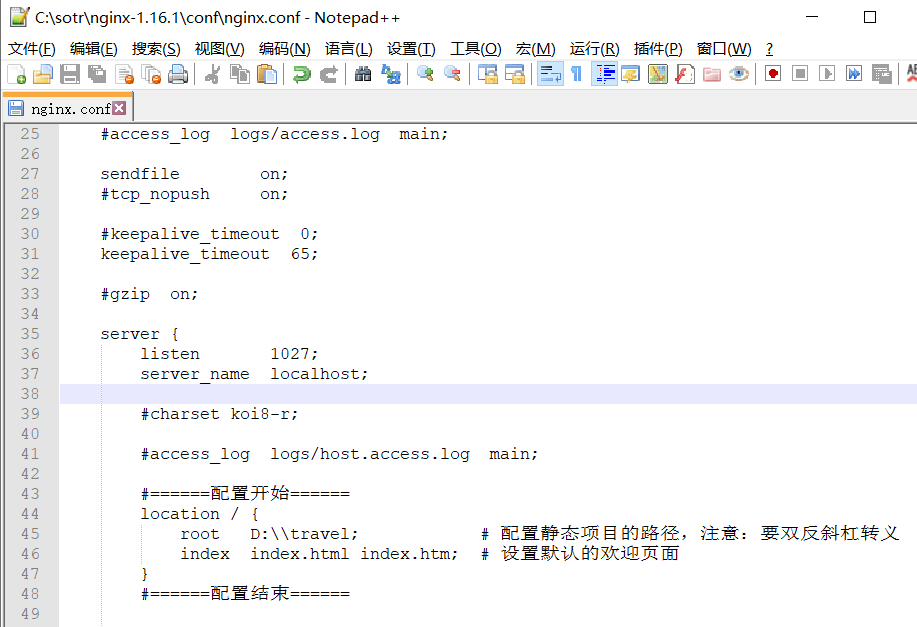 C:\sotr\nginx-1.16.1\conf\nginx.conf - Notepad++
文件(F) 编辑(E) 搜索(S) 视图(V) 编码(N) 语言(L) 设置(T) 工具(O) 宏(M) 运行(R) 插件(P) 窗口(W) ?
nginx.conf
25 #access_log  logs/access.log  main;
26
27 sendfile        on;
28 #tcp_nopush     on;
29
30 #keepalive_timeout  0;
31 keepalive_timeout  65;
32
33 #gzip  on;
34
35 server {
36     listen       1027;
37     server_name  localhost;
38
39     #charset koi8-r;
40
41     #access_log  logs/host.access.log  main;
42
43     #======配置开始======
44     location / {
45         root   D:\\travel;            # 配置静态项目的路径，注意：要双反斜杠转义
46         index  index.html index.htm;  # 设置默认的欢迎页面
47     }
48     #======配置结束======
49